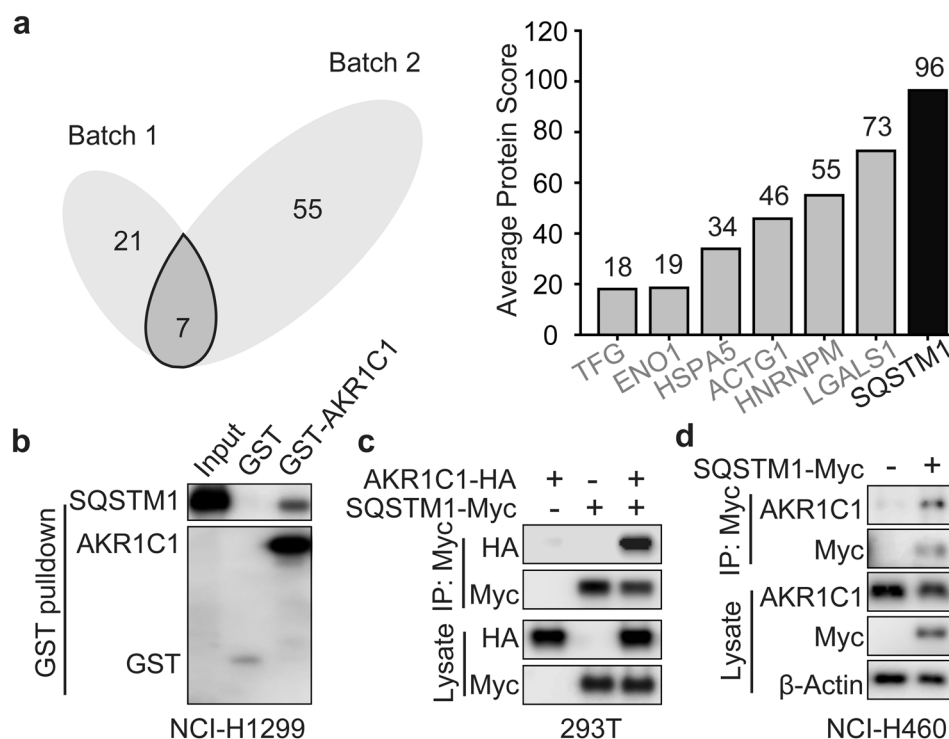 a
Batch 1
Batch 2
21
55
7
Average Protein Score
120
100
80
60
40
20
0
18
19
34
46
55
73
96
TFG
ENO1
HSPA5
ACTG1
HNRNPM
LGALS1
SQSTM1
b
Input
GST
GST-AKR1C1
GST pulldown
SQSTM1
AKR1C1
GST
NCI-H1299
c
AKR1C1-HA + - +
SQSTM1-Myc - + +
IP: Myc
HA
Myc
Lysate
HA
Myc
293T
d
SQSTM1-Myc - +
IP: Myc
AKR1C1
Myc
Lysate
AKR1C1
Myc
β-Actin
NCI-H460